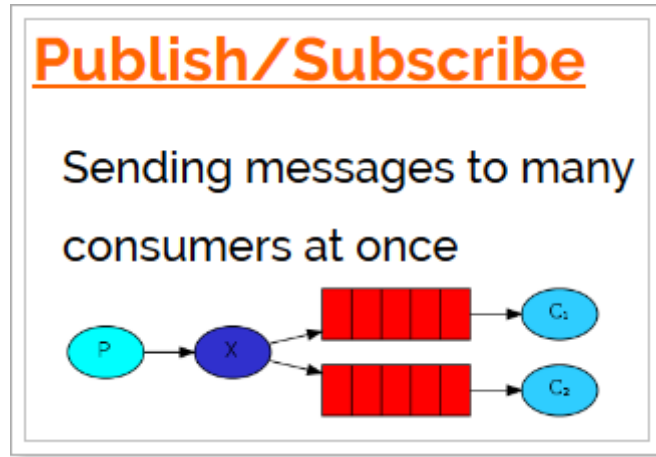 Publish/Subscribe
Sending messages to many
consumers at once
P
X
C₁
C₂